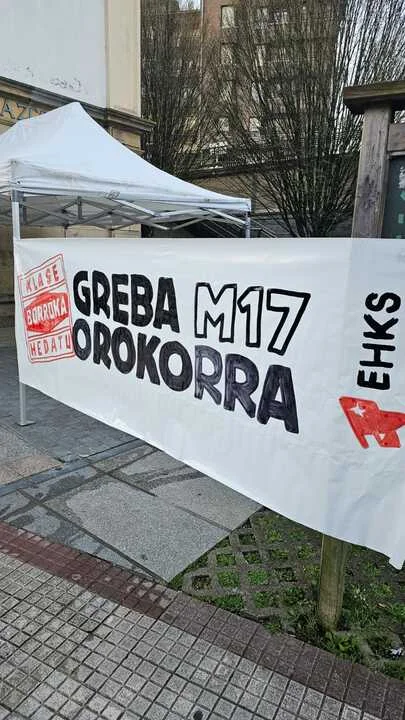 KLASE
BORROKA
HEDATU
GREBA M17
OROKORRA
EHKS